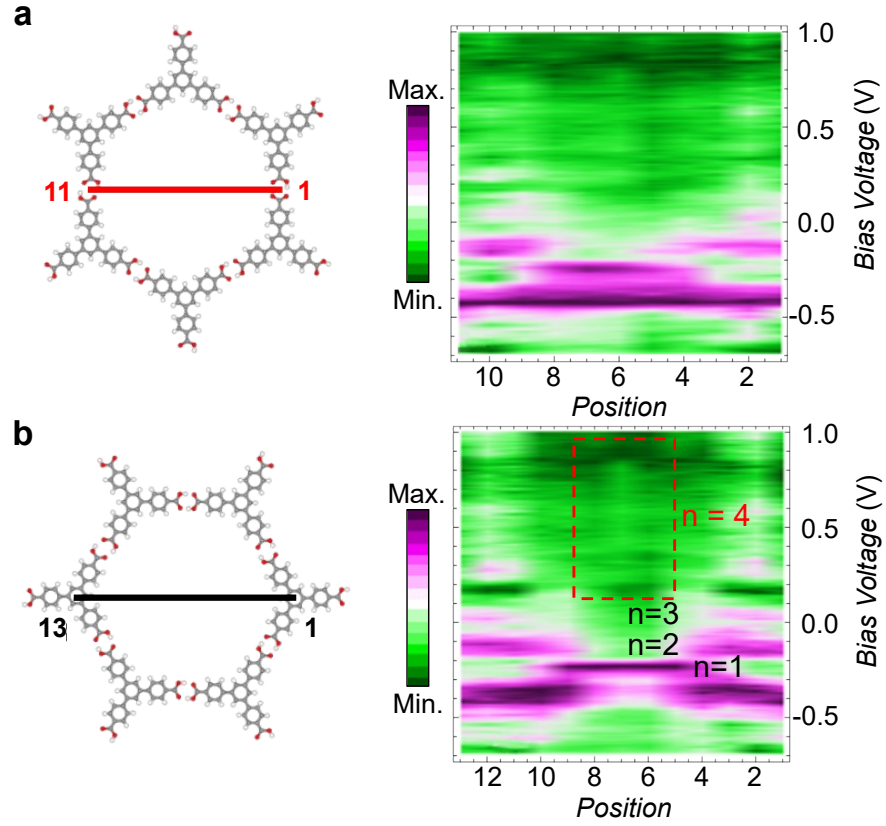 a
11
1
Max.
Min.
1.0
0.5
0.0
-0.5
Bias Voltage (V)
10 8 6 4 2
Position
b
13
1
Max.
Min.
n = 4
n=3
n=2
n=1
1.0
0.5
0.0
-0.5
Bias Voltage (V)
12 10 8 6 4 2
Position